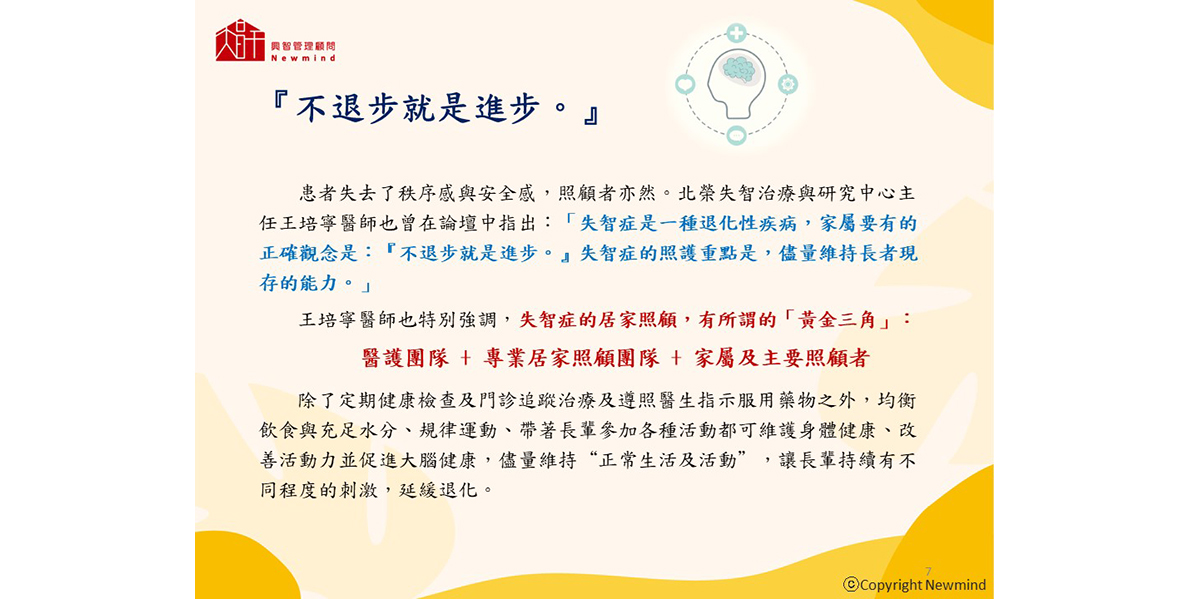 興智管理顧問
Newmind
『不退步就是進步。』
患者失去了秩序感與安全感，照顧者亦然。北榮失智治療與研究中心主
任王培寧醫師也曾在論壇中指出：「失智症是一種退化性疾病，家屬要有的
正確觀念是：『不退步就是進步。』失智症的照護重點是，儘量維持長者現
存的能力。」
王培寧醫師也特別強調，失智症的居家照顧，有所謂的「黃金三角」：
醫護團隊 + 專業居家照顧團隊 + 家屬及主要照顧者
除了定期健康檢查及門診追蹤治療及遵照醫生指示服用藥物之外，均衡
飲食與充足水分、規律運動、帶著長輩參加各種活動都可維護身體健康、改
善活動力並促進大腦健康，儘量維持“正常生活及活動”，讓長輩持續有不
同程度的刺激，延緩退化。
7
ⓒCopyright Newmind